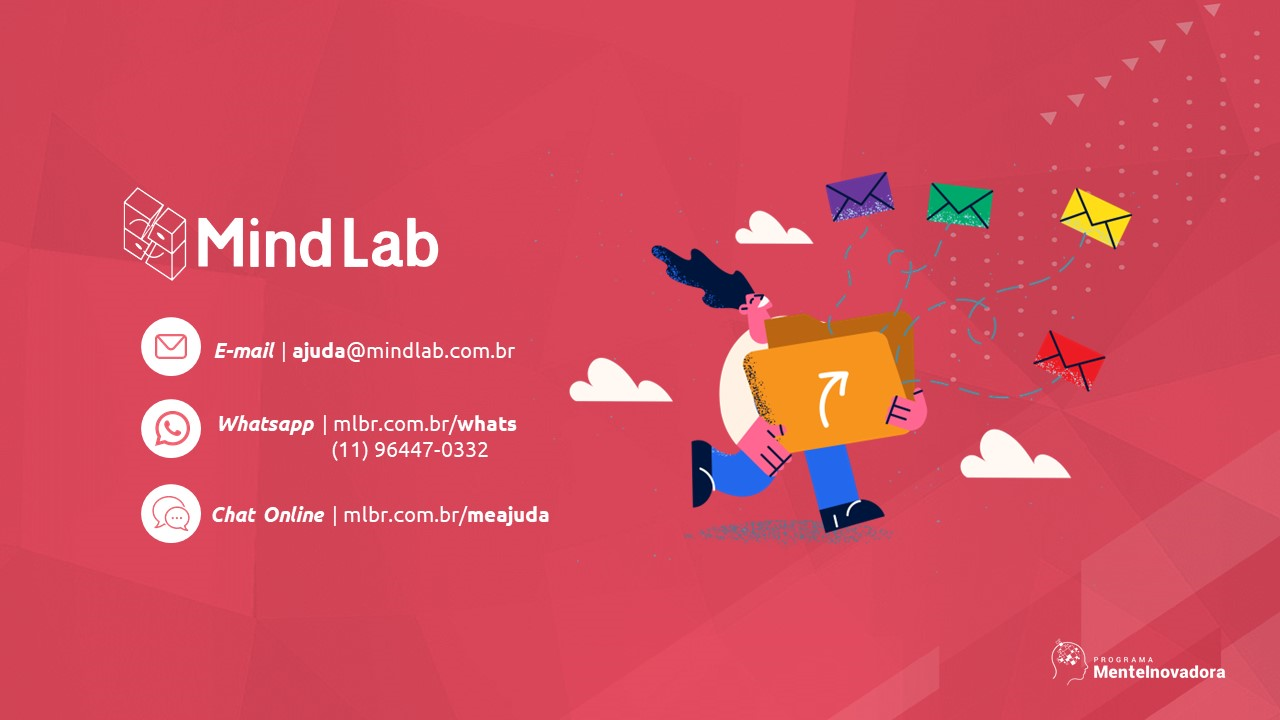 Mind Lab
E-mail | ajuda@mindlab.com.br
Whatsapp | mlbr.com.br/whats
(11) 96447-0332
Chat Online | mlbr.com.br/meajuda
PROGRAMA
MenteInovadora